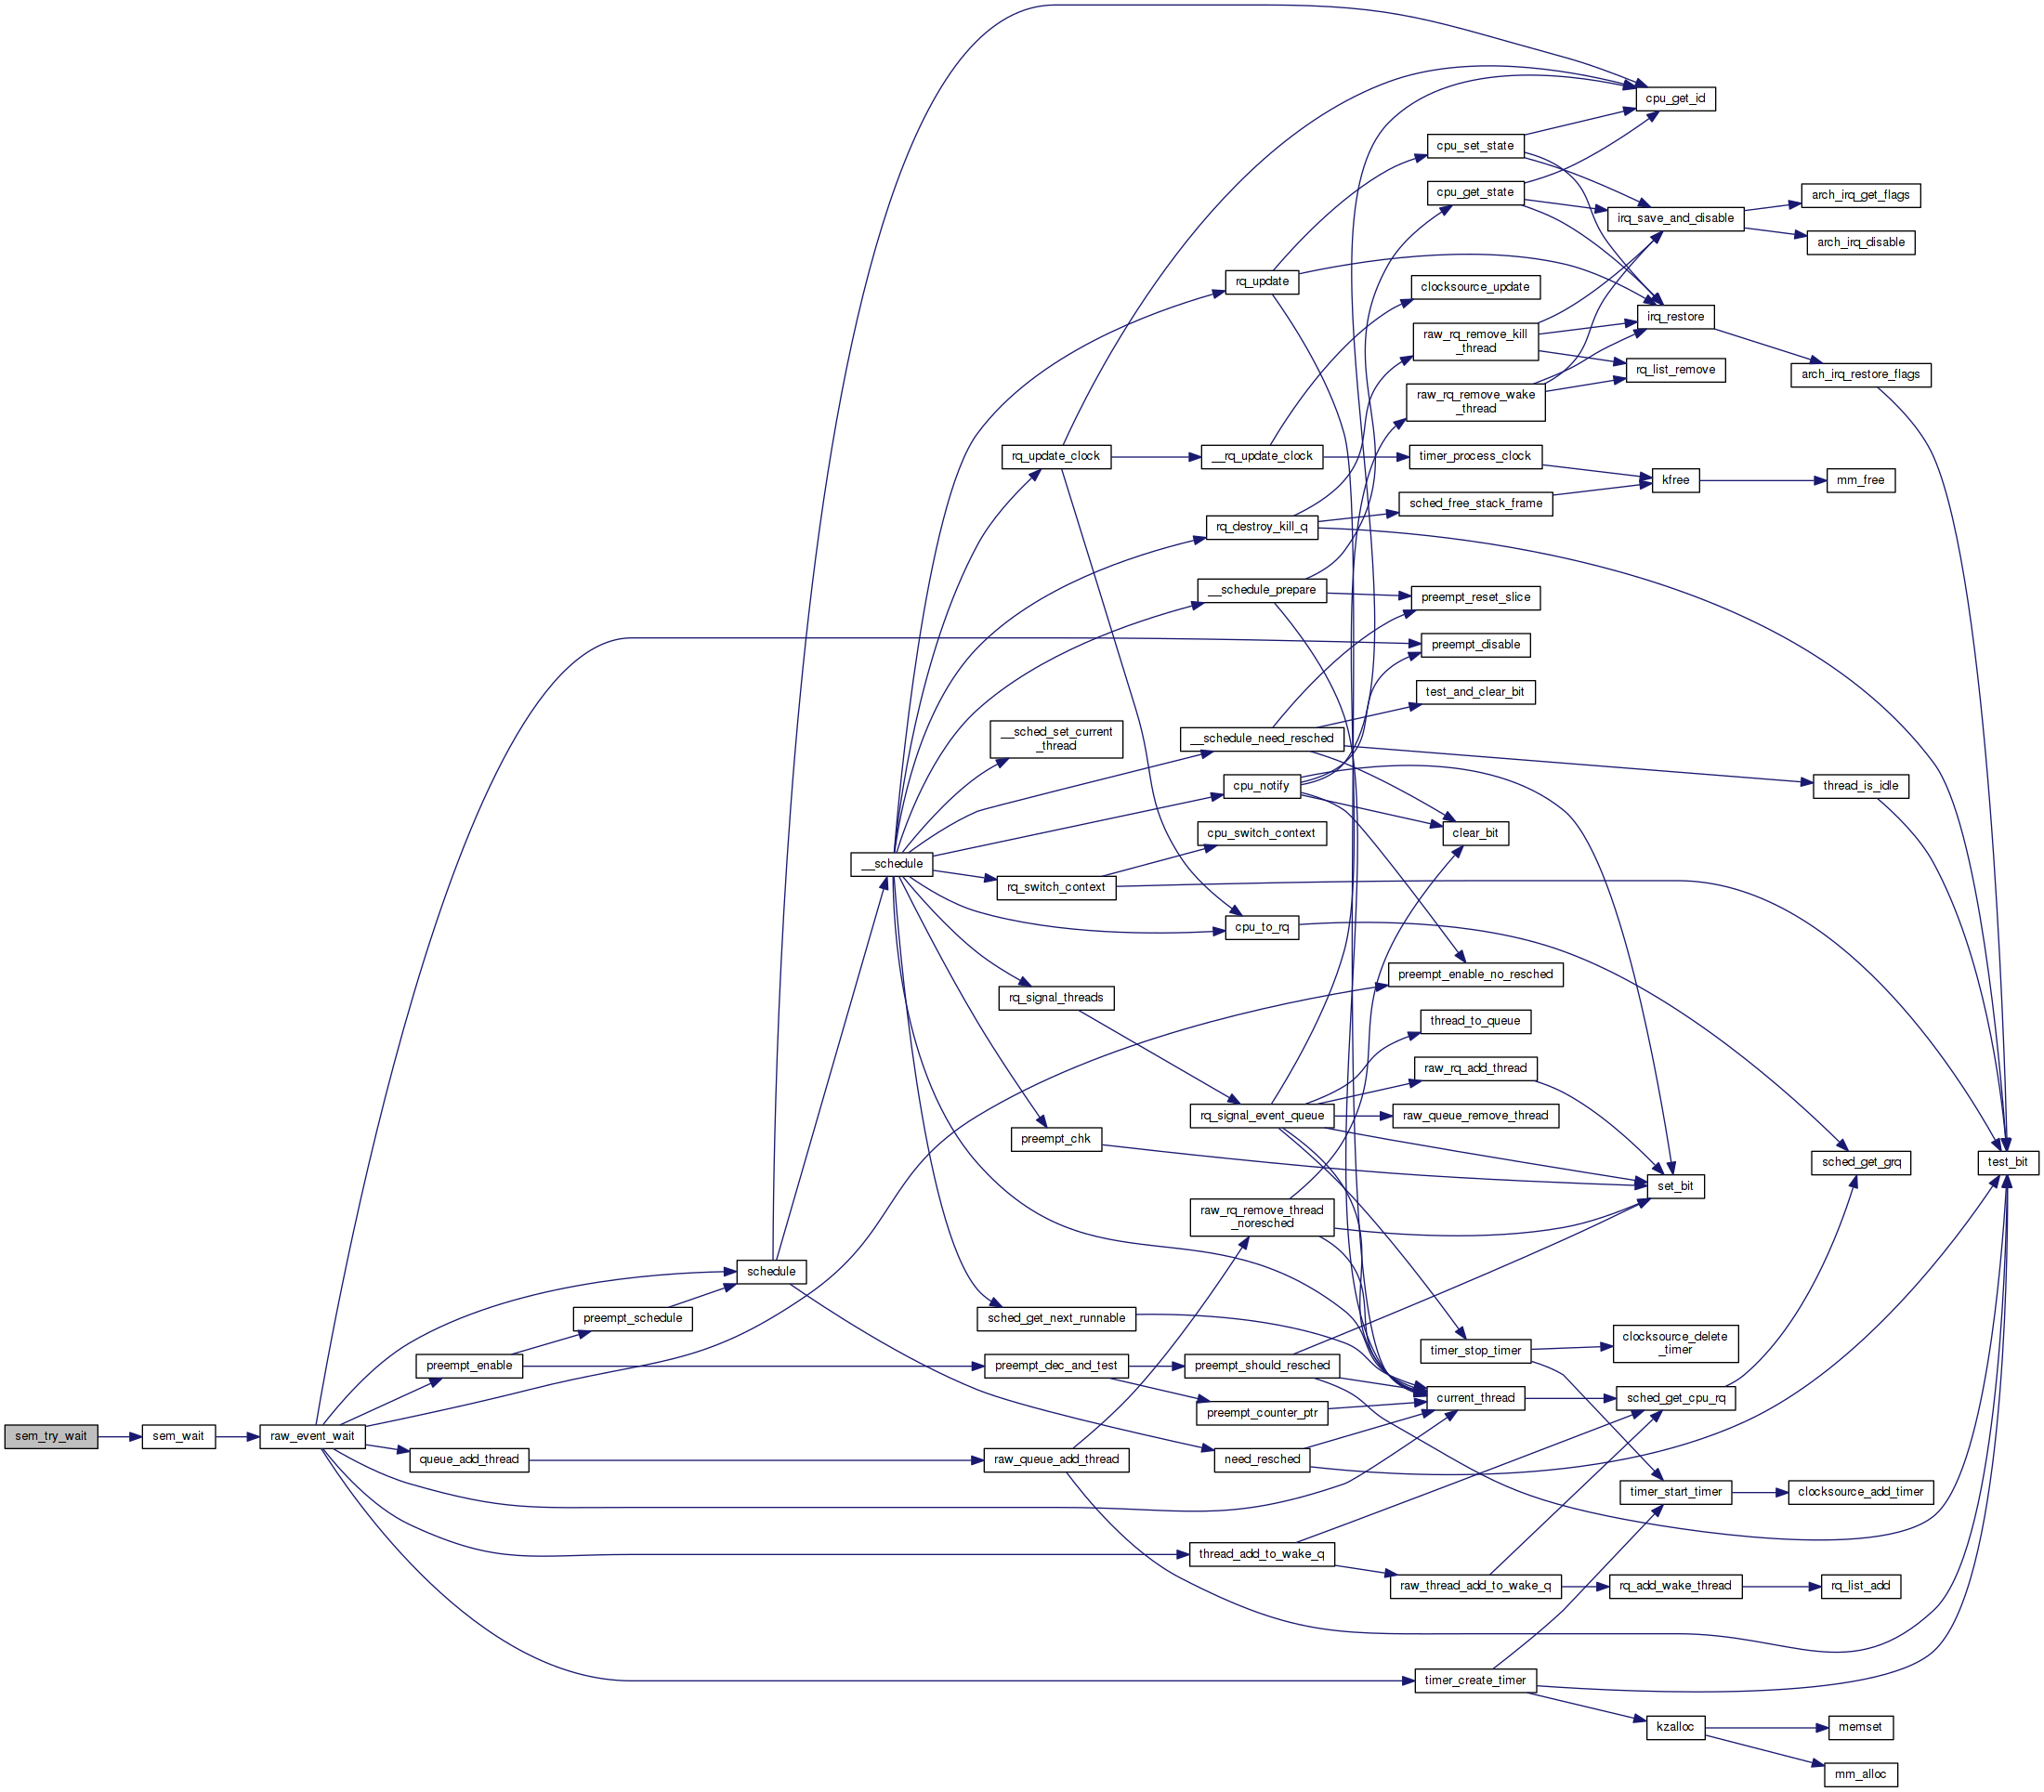 cpu_get_id
cpu_set_state
cpu_get_state
arch_irq_get_flags
irq_save_and_disable
arch_irq_disable
rq_update
clocksource_update
irq_restore
raw_rq_remove_kill
_thread
rq_list_remove
arch_irq_restore_flags
raw_rq_remove_wake
_thread
rq_update_clock
__rq_update_clock
timer_process_clock
kfree
mm_free
sched_free_stack_frame
rq_destroy_kill_q
__schedule_prepare
preempt_reset_slice
preempt_disable
test_and_clear_bit
__sched_set_current
_thread
__schedule_need_resched
cpu_notify
thread_is_idle
cpu_switch_context
clear_bit
__schedule
rq_switch_context
cpu_to_rq
preempt_enable_no_resched
rq_signal_threads
thread_to_queue
raw_rq_add_thread
rq_signal_event_queue
raw_queue_remove_thread
preempt_chk
sched_get_grq
test_bit
set_bit
raw_rq_remove_thread
_noresched
schedule
preempt_schedule
sched_get_next_runnable
clocksource_delete
_timer
timer_stop_timer
preempt_enable
preempt_dec_and_test
preempt_should_resched
current_thread
sched_get_cpu_rq
preempt_counter_ptr
sem_try_wait
sem_wait
raw_event_wait
queue_add_thread
raw_queue_add_thread
need_resched
timer_start_timer
clocksource_add_timer
thread_add_to_wake_q
raw_thread_add_to_wake_q
rq_add_wake_thread
rq_list_add
timer_create_timer
kzalloc
memset
mm_alloc